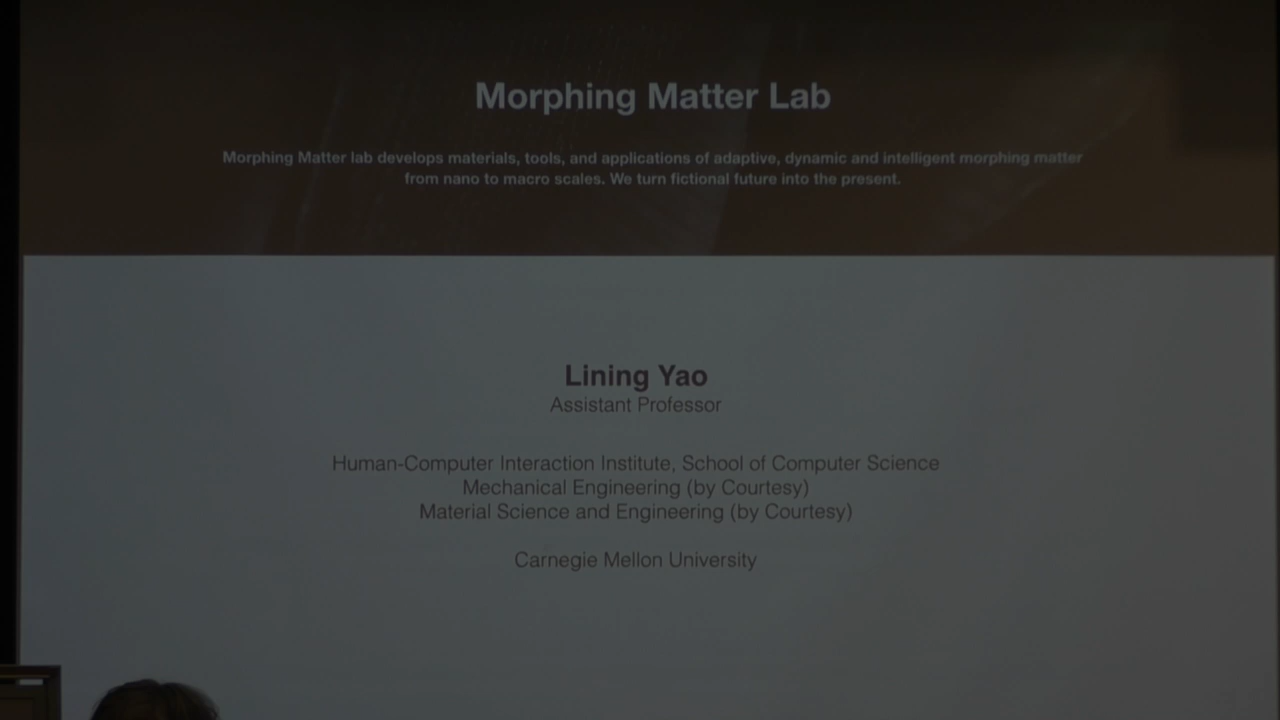 Morphing Matter Lab
Morphing Matter lab develops materials, tools, and applications of adaptive, dynamic and intelligent morphing matter
from nano to macro scales. We turn fictional future into the present.
Lining Yao
Assistant Professor
Human-Computer Interaction Institute, School of Computer Science
Mechanical Engineering (by Courtesy)
Material Science and Engineering (by Courtesy)
Carnegie Mellon University